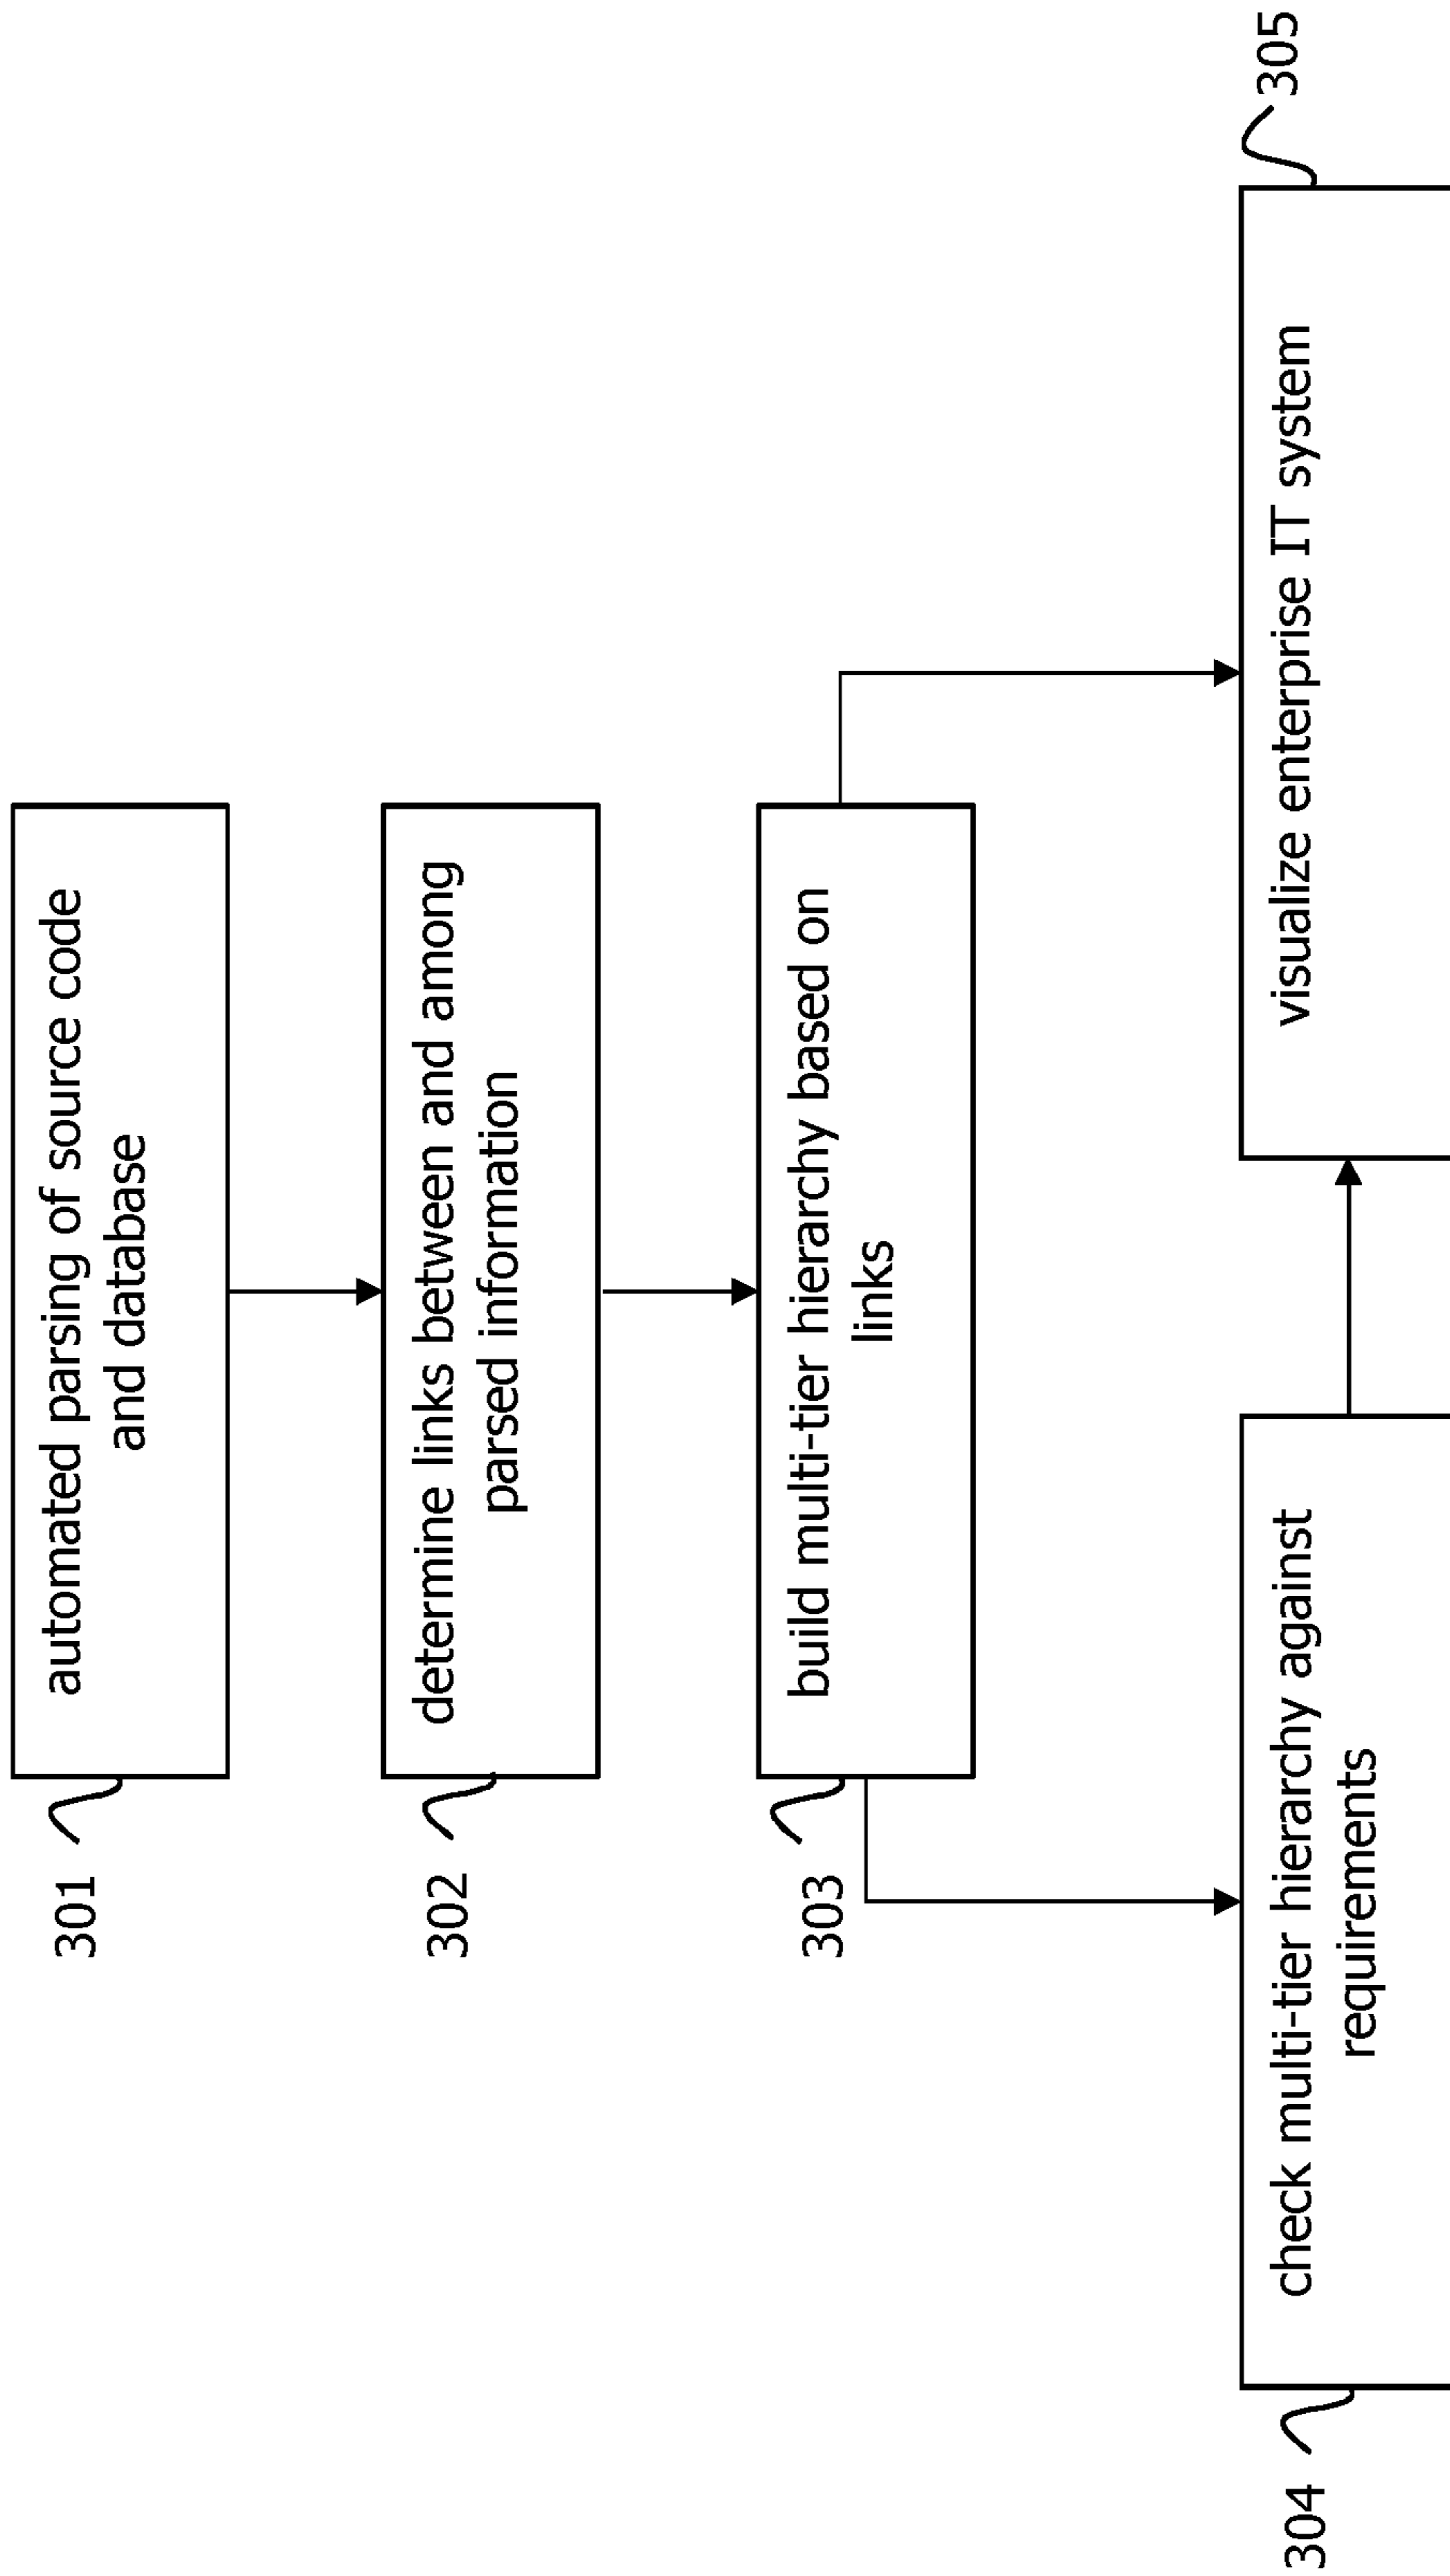 301
automated parsing of source code
and database
302
determine links between and among
parsed information
303
build multi-tier hierarchy based on
links
304
check multi-tier hierarchy against
requirements
visualize enterprise IT system
305